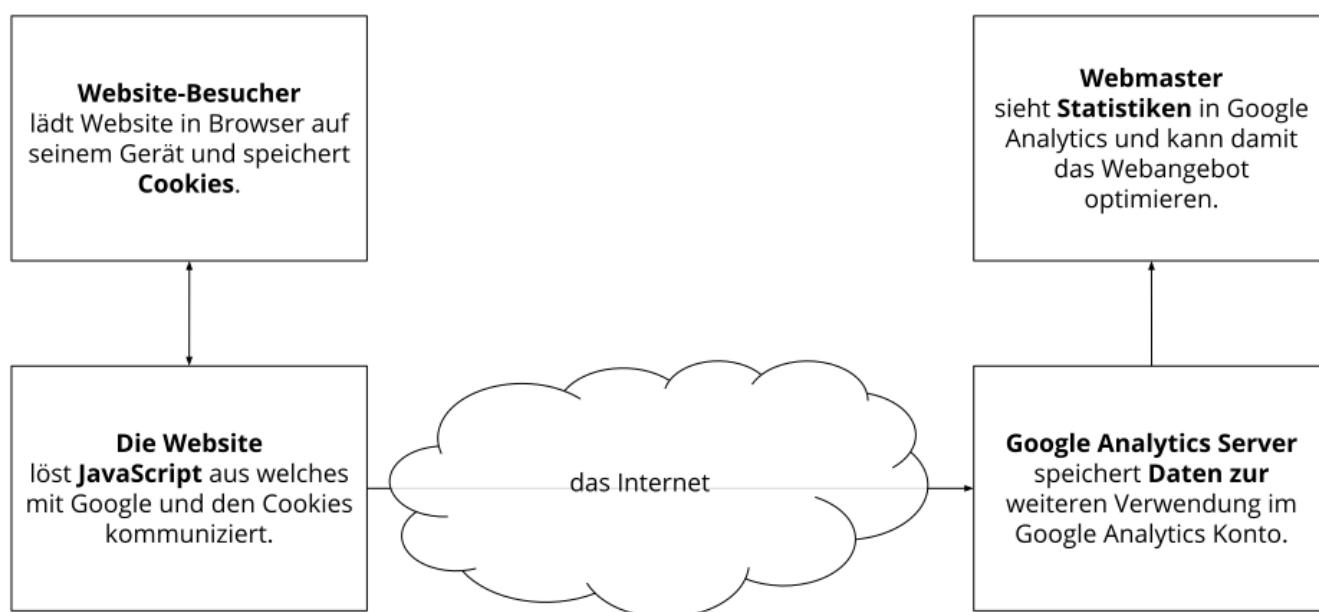 Website-Besucher
lädt Website in Browser auf
seinem Gerät und speichert
Cookies.
Webmaster
sieht Statistiken in Google
Analytics und kann damit
das Webangebot
optimieren.
Die Website
löst JavaScript aus welches
mit Google und den Cookies
kommuniziert.
das Internet
Google Analytics Server
speichert Daten zur
weiteren Verwendung im
Google Analytics Konto.